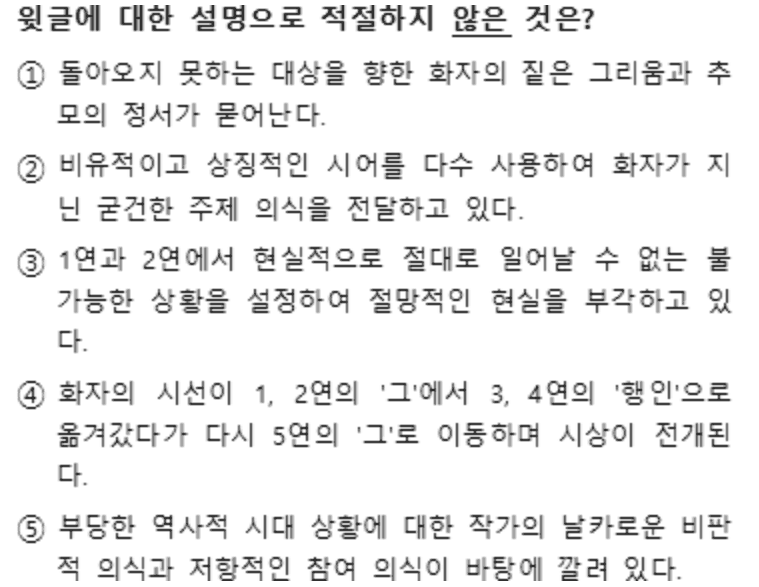 윗글에 대한 설명으로 적절하지 않은 것은?
① 돌아오지 못하는 대상을 향한 화자의 짙은 그리움과 추
모의 정서가 묻어난다.
② 비유적이고 상징적인 시어를 다수 사용하여 화자가 지
닌 굳건한 주제 의식을 전달하고 있다.
③ 1연과 2연에서 현실적으로 절대로 일어날 수 없는 불
가능한 상황을 설정하여 절망적인 현실을 부각하고 있
다.
④ 화자의 시선이 1, 2연의 '그'에서 3, 4연의 '행인'으로
옮겨갔다가 다시 5연의 '그'로 이동하며 시상이 전개된
다.
⑤ 부당한 역사적 시대 상황에 대한 작가의 날카로운 비판
적 의식과 저항적인 참여 의식이 바탕에 깔려 있다.